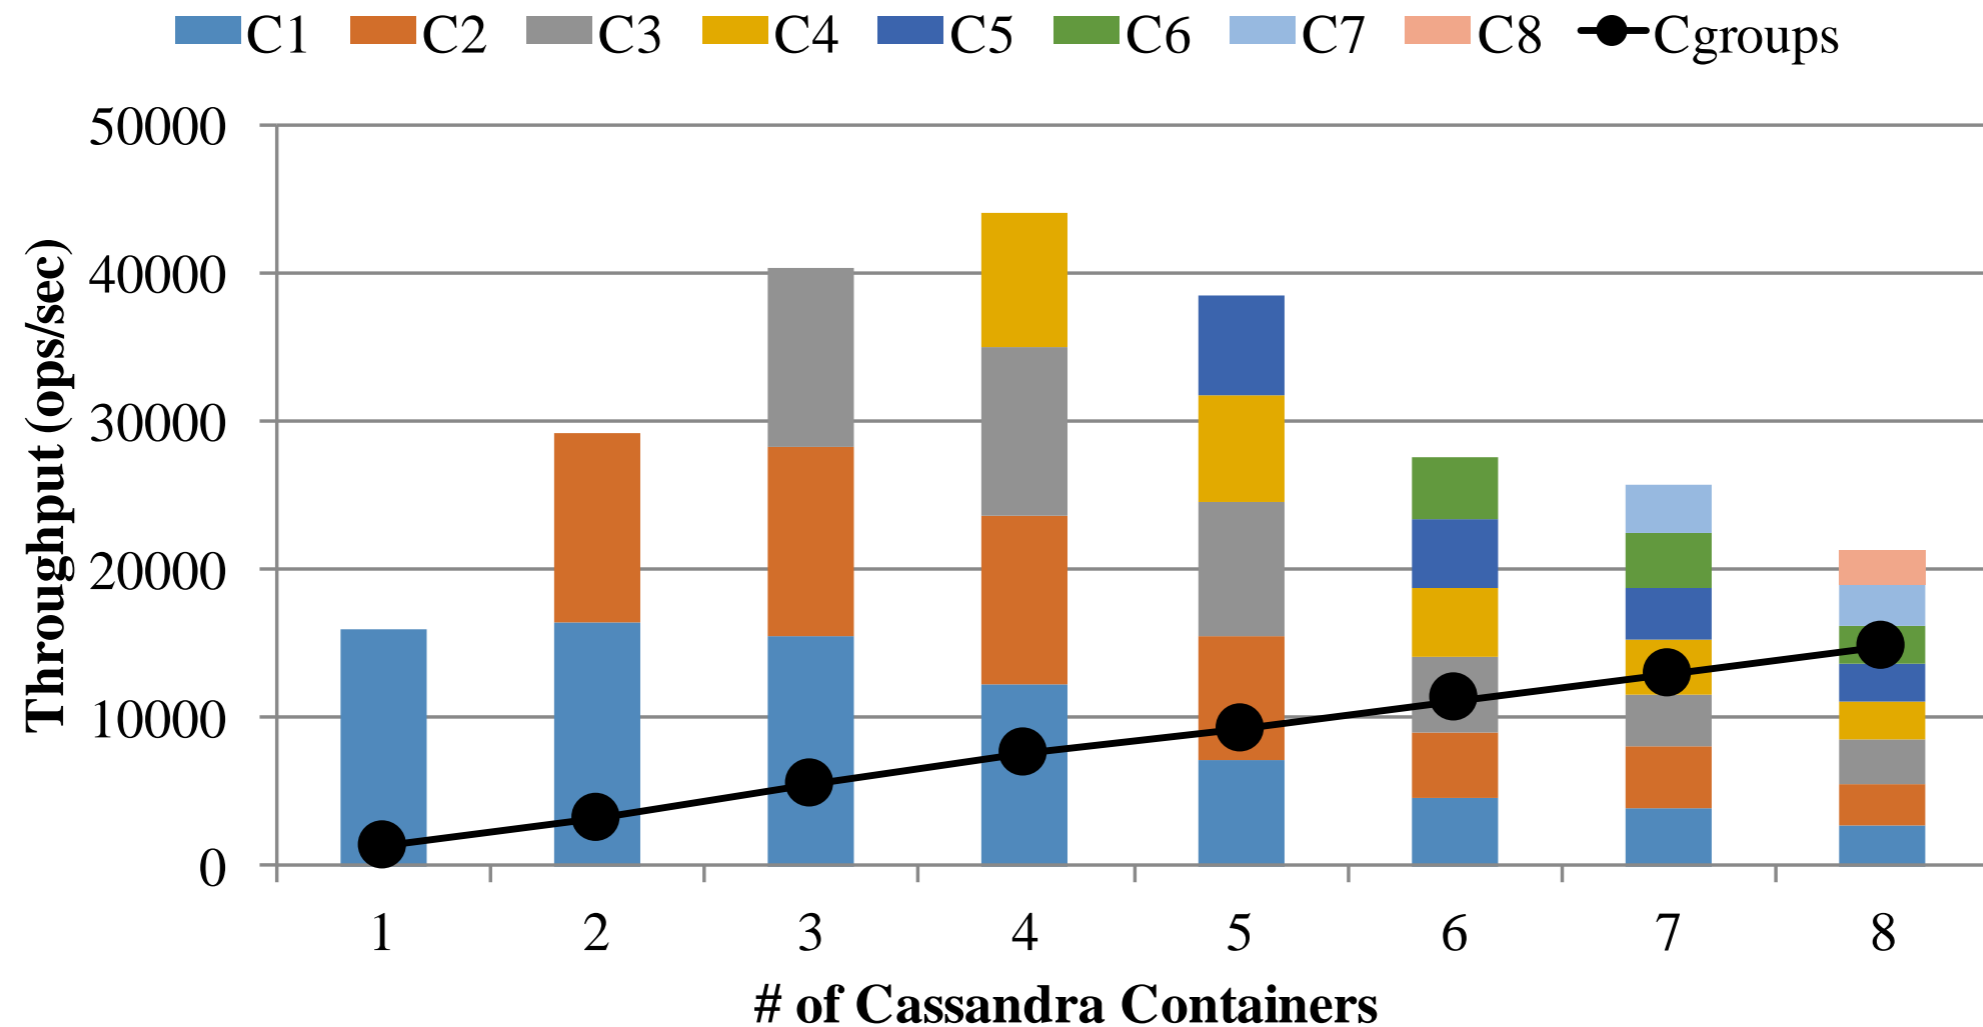 C1 C2 C3 C4 C5 C6 C7 C8 Cgroups
50000
40000
30000
20000
10000
0
Throughput (ops/sec)
1 2 3 4 5 6 7 8
# of Cassandra Containers